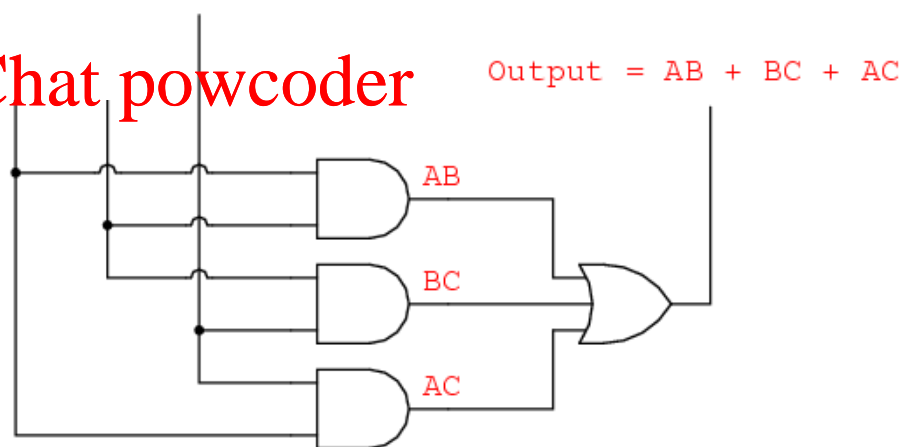 Chat powcoder
Output = AB + BC + AC
AB
BC
AC